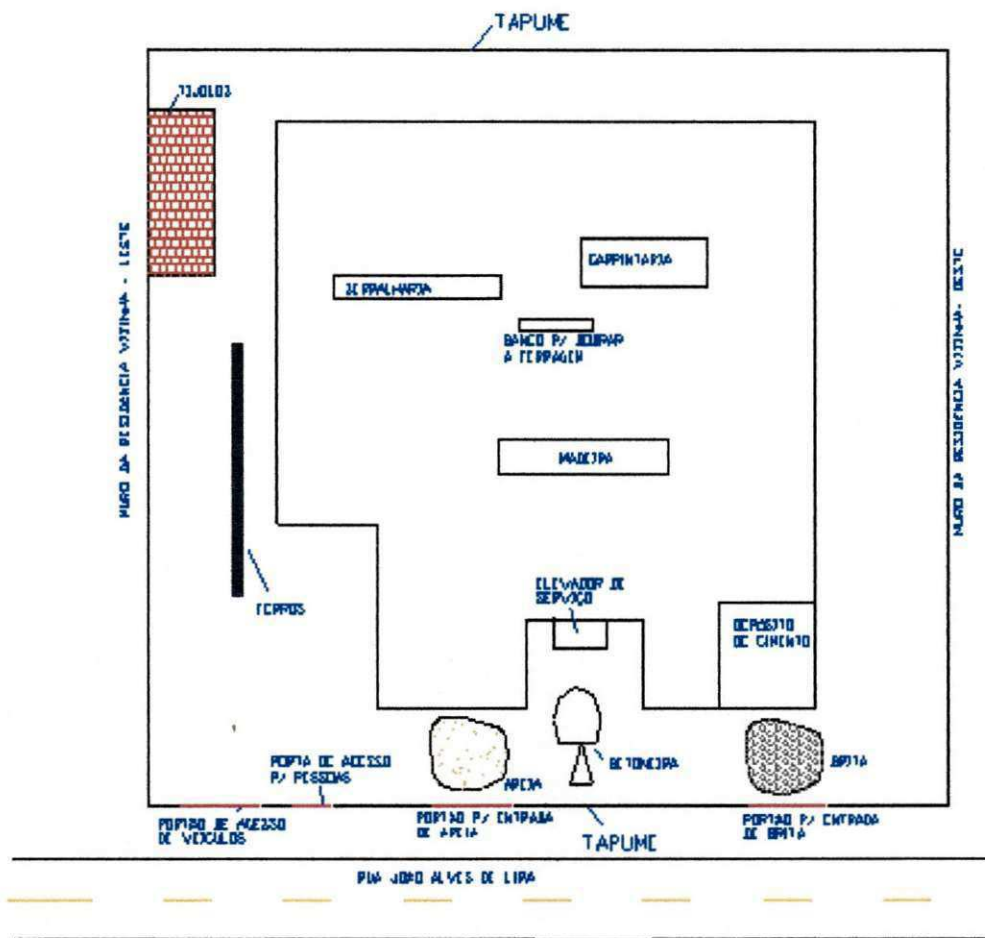 TAPUME
TIJOLOS
MURO DA RESIDENCIA VIZINHA - LESTE
CARPINTARIA
SERRALHARIA
BANCO P/ OCUPAR
A FERRAGEM
MADEIRA
MURO DA RESIDENCIA VIZINHA - OESTE
FERROS
ELEVADOR DE
SERVIÇO
DEPOSITO
DE CIMENTO
PORTA DE ACESSO
P/ PESSOAS
AREIA
BETONEIRA
BRITA
PORTAO DE ACESSO
DE VEICULOS
PORTAO P/ ENTRADA
DE AREIA
TAPUME
PORTAO P/ ENTRADA
DE BRITA
RUA JOAO ALVES DE LIRA